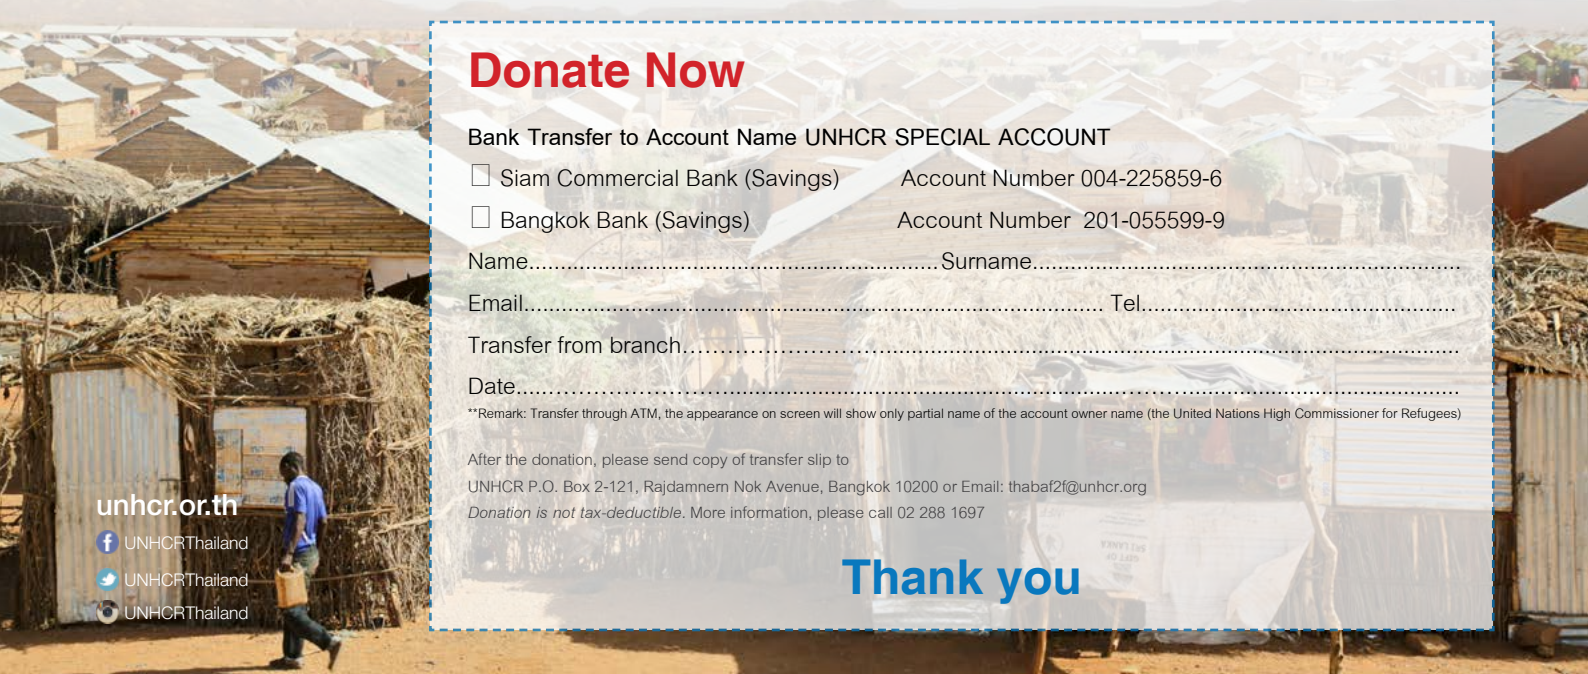 Donate Now
Bank Transfer to Account Name UNHCR SPECIAL ACCOUNT
☐ Siam Commercial Bank (Savings) Account Number 004-225859-6
☐ Bangkok Bank (Savings) Account Number 201-055599-9
Name.................................................................Surname.....................................................................
Email.............................................................................................. Tel...................................................
Transfer from branch.............................................................................................................................
Date.......................................................................................................................................................
**Remark: Transfer through ATM, the appearance on screen will show only partial name of the account owner name (the United Nations High Commissioner for Refugees)
After the donation, please send copy of transfer slip to
UNHCR P.O. Box 2-121, Rajdamnern Nok Avenue, Bangkok 10200 or Email: thabaf2f@unhcr.org
Donation is not tax-deductible. More information, please call 02 288 1697
Thank you
unhcr.or.th
UNHCRThailand
UNHCRThailand
UNHCRThailand
GOVT OF
SRI LANKA